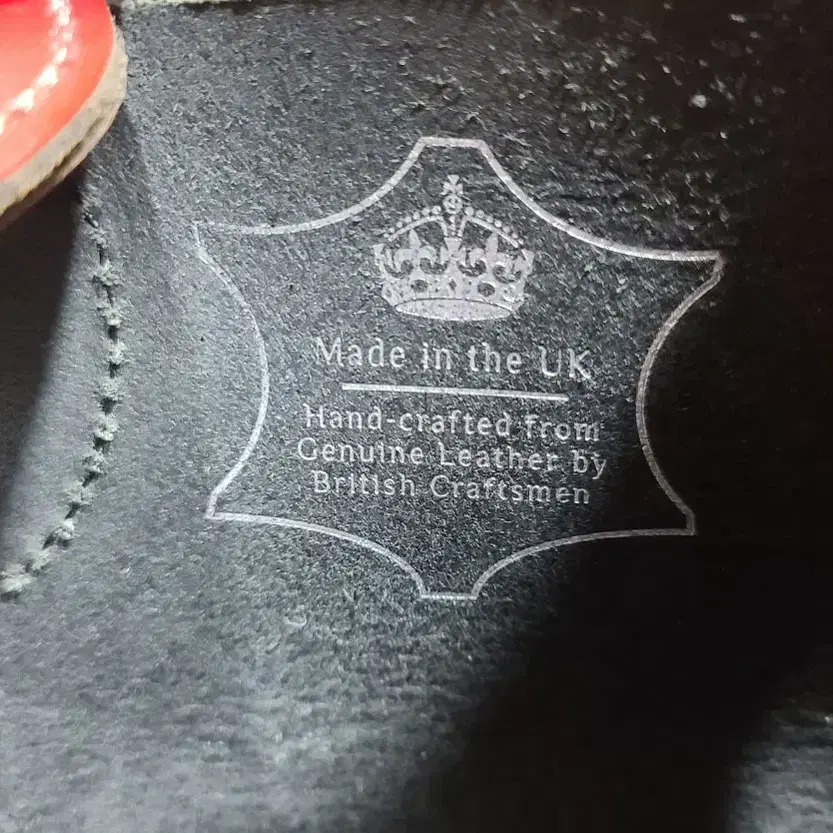 Made in the UK
Hand-crafted from
Genuine Leather by
British Craftsmen